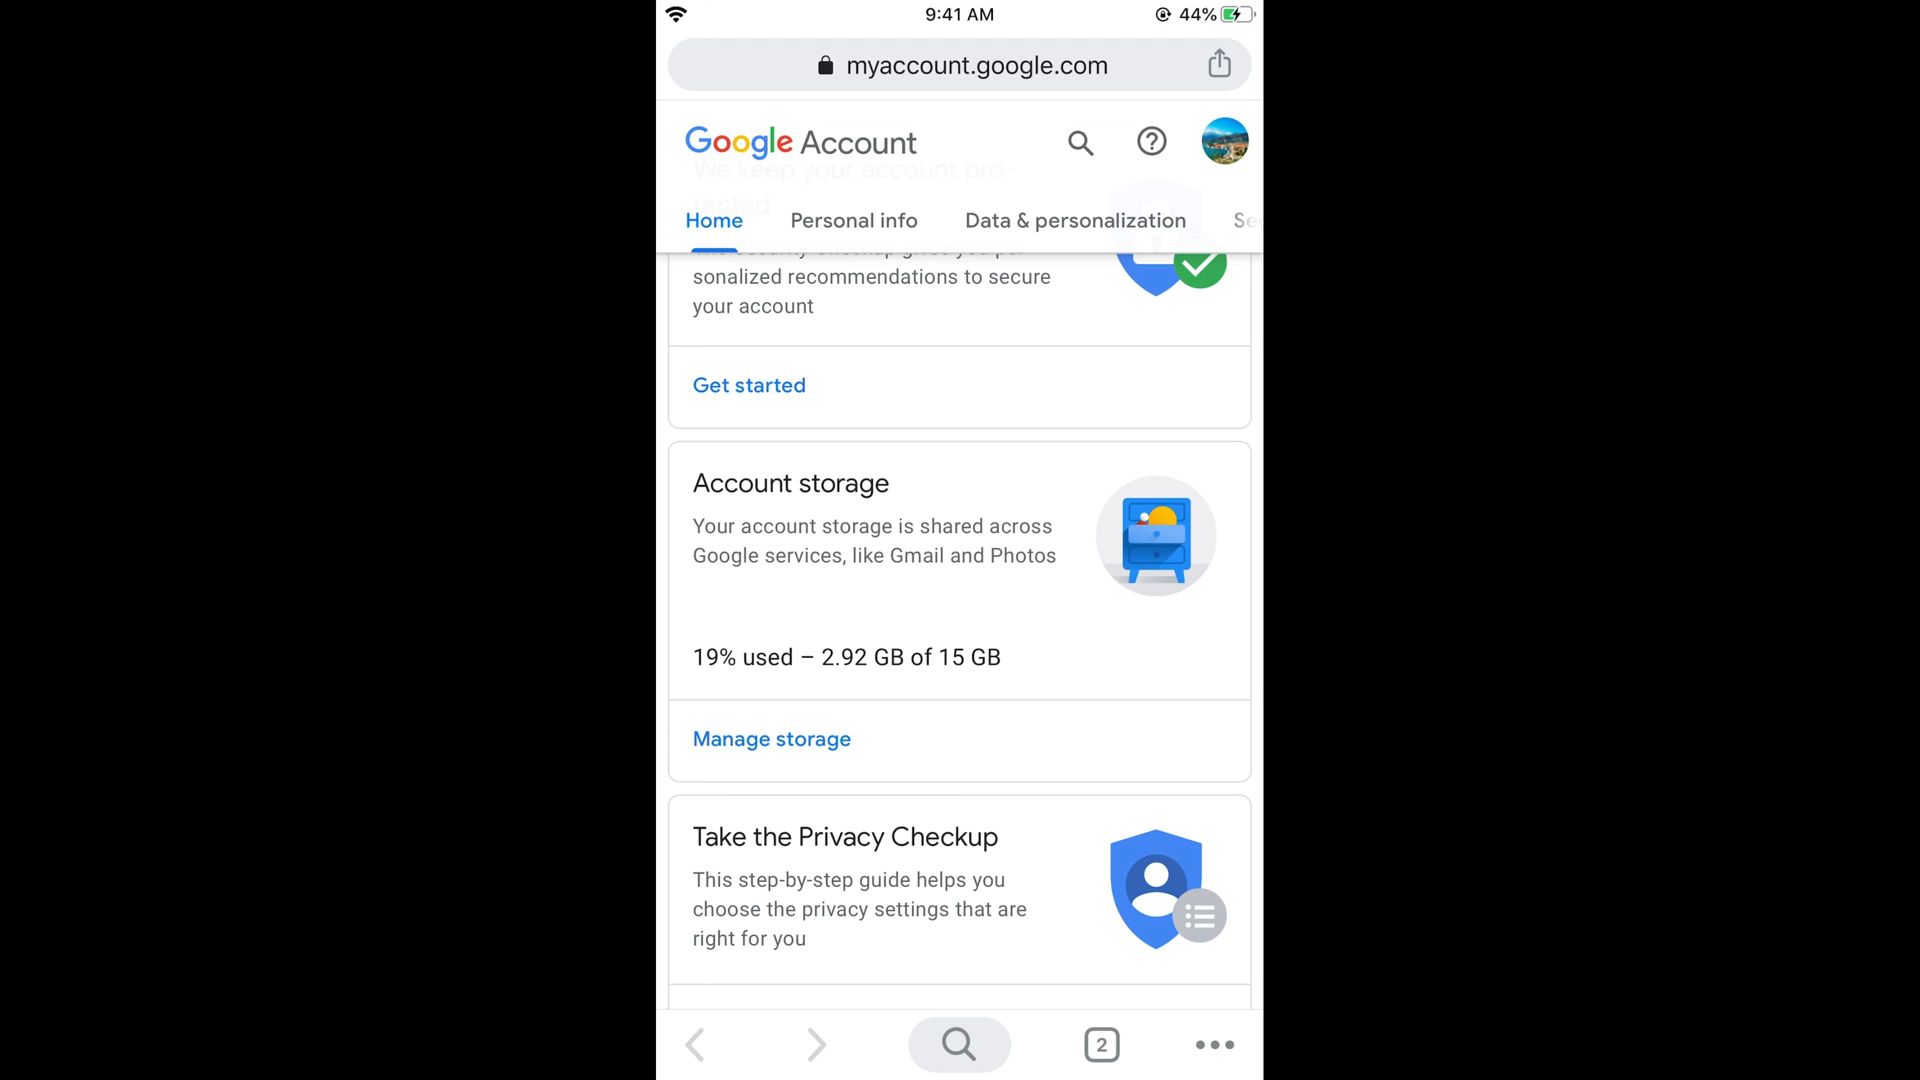 9:41 AM
44%
myaccount.google.com
Google Account
We keep your account pro-
tected
Home
Personal info
Data & personalization
Se
The Security Checkup gives you per-
sonalized recommendations to secure
your account
Get started
Account storage
Your account storage is shared across
Google services, like Gmail and Photos
19% used – 2.92 GB of 15 GB
Manage storage
Take the Privacy Checkup
This step-by-step guide helps you
choose the privacy settings that are
right for you
2